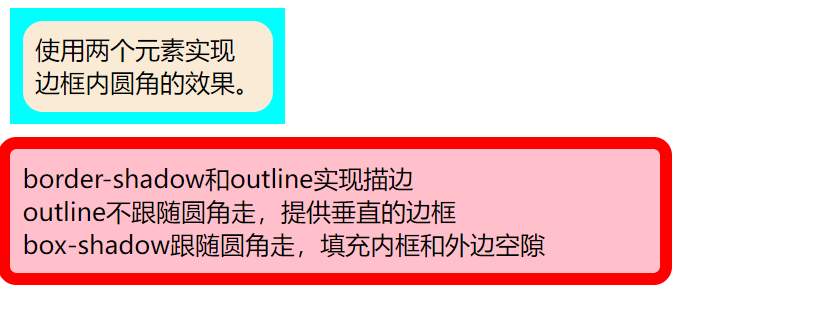 使用两个元素实现
边框内圆角的效果。
border-shadow和outline实现描边
outline不跟随圆角走，提供垂直的边框
box-shadow跟随圆角走，填充内框和外边空隙